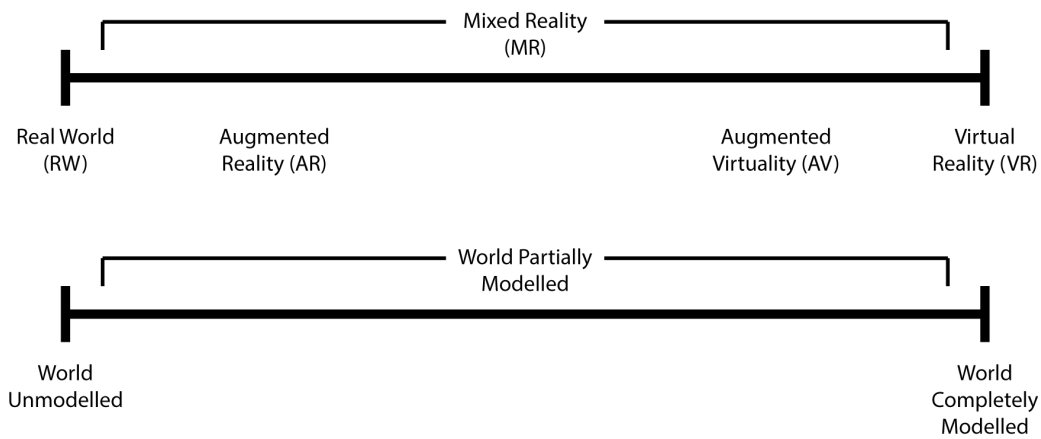 Mixed Reality
(MR)
Real World
(RW)
Augmented
Reality (AR)
Augmented
Virtuality (AV)
Virtual
Reality (VR)
World Partially
Modelled
World
Unmodelled
World
Completely
Modelled